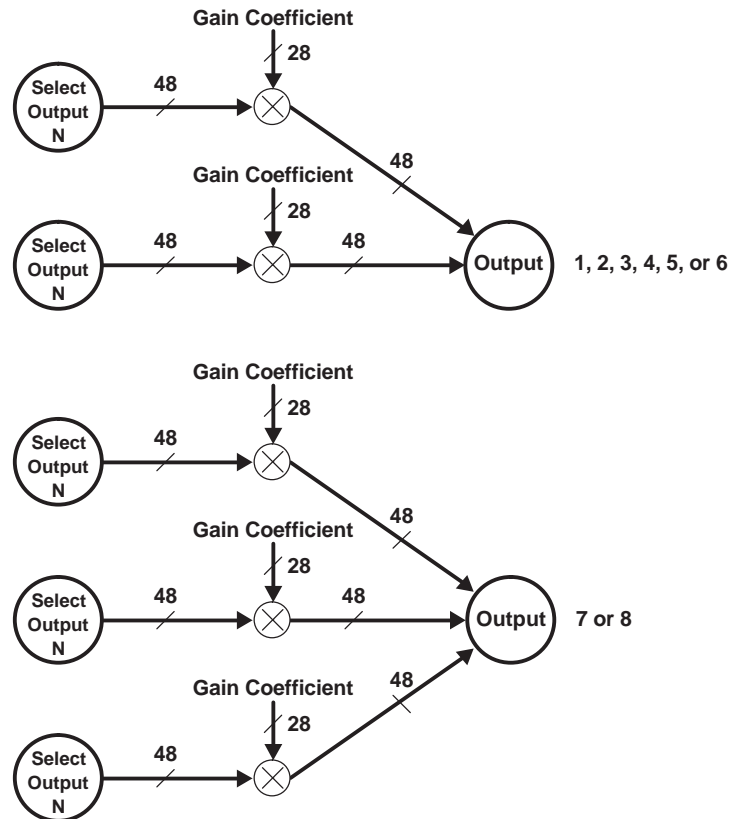 Gain Coefficient
28
Select
Output
N
48
48
Gain Coefficient
28
Select
Output
N
48
48
Output
1, 2, 3, 4, 5, or 6
Gain Coefficient
28
Select
Output
N
48
48
Gain Coefficient
28
Select
Output
N
48
48
Output
7 or 8
Gain Coefficient
28
48
Select
Output
N
48